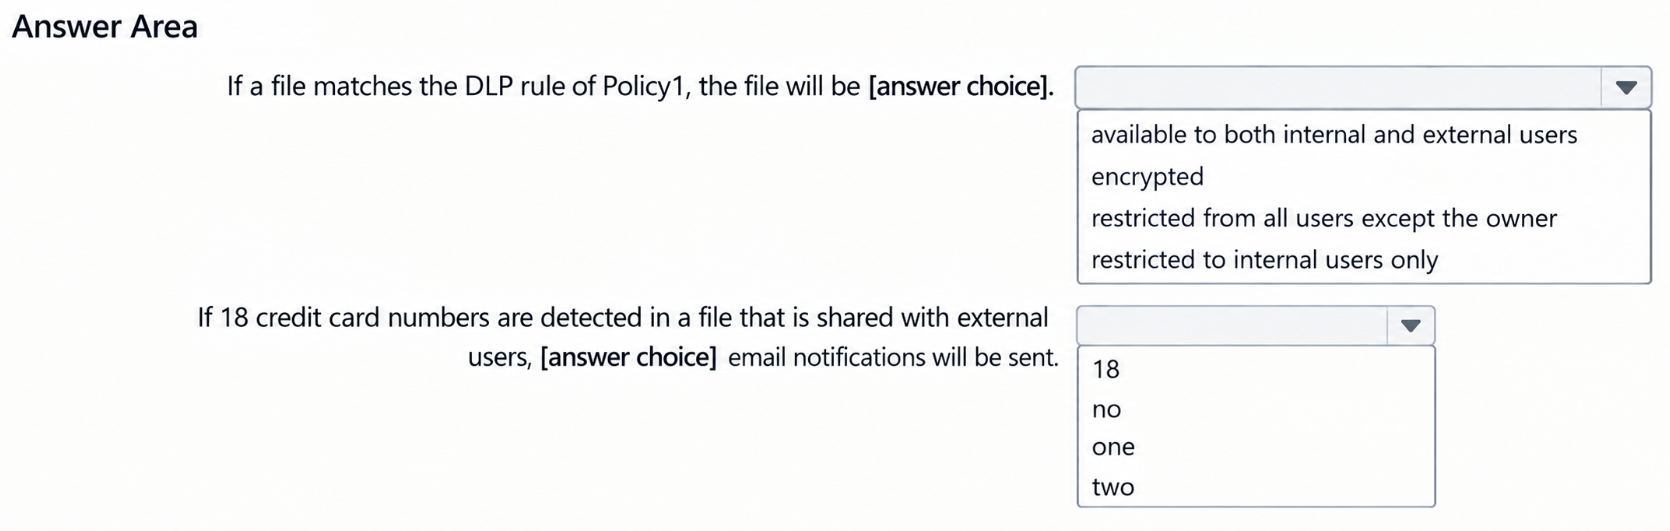 Answer Area
If a file matches the DLP rule of Policy1, the file will be [answer choice].
available to both internal and external users
encrypted
restricted from all users except the owner
restricted to internal users only
If 18 credit card numbers are detected in a file that is shared with external
users, [answer choice] email notifications will be sent.
18
no
one
two